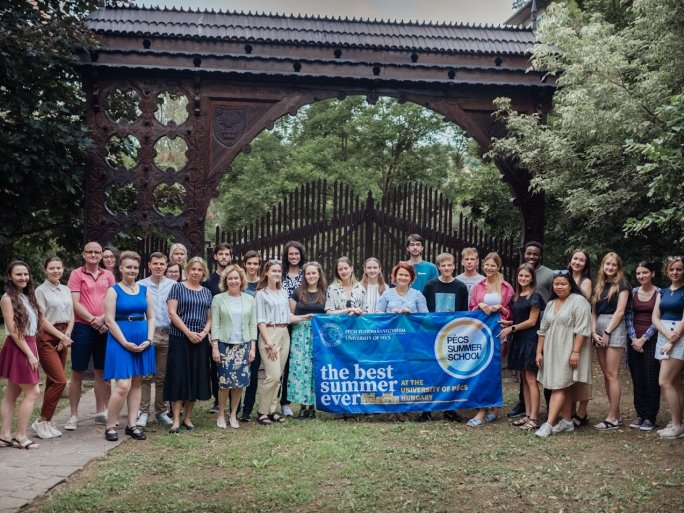 PÉCSI TUDOMÁNYEGYETEM
UNIVERSITY OF PÉCS
the best
summer
ever
AT THE
UNIVERSITY OF PÉCS
HUNGARY
PÉCS
SUMMER
SCHOOL